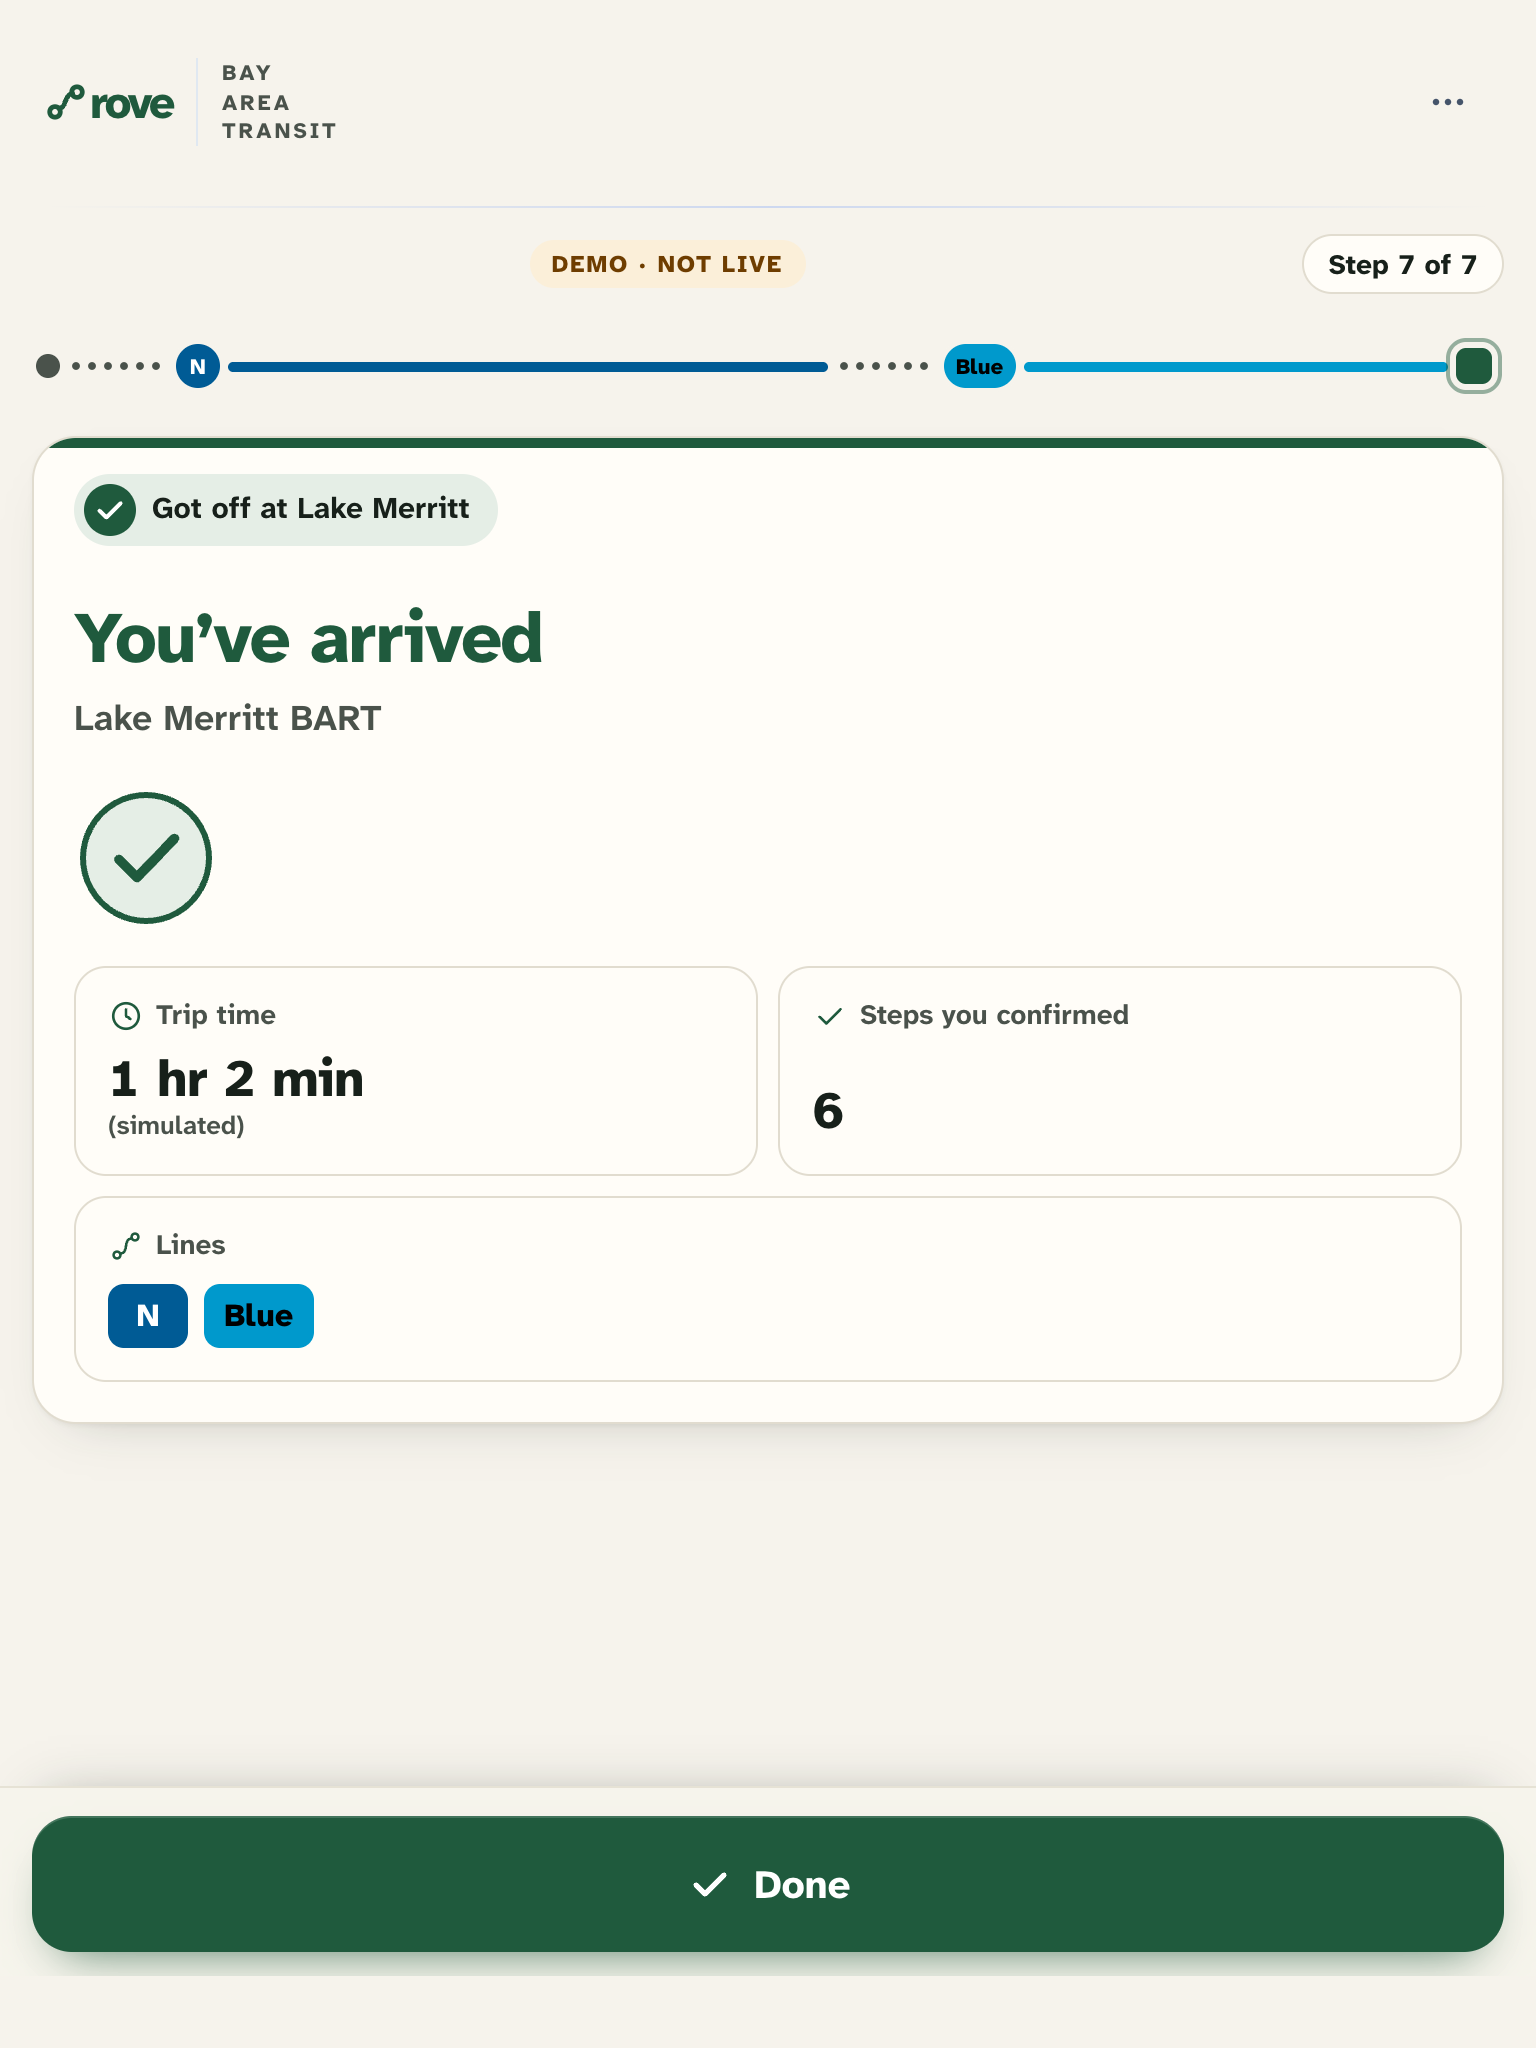 rove
BAY
AREA
TRANSIT
DEMO · NOT LIVE
Step 7 of 7
N
Blue
Got off at Lake Merritt
You’ve arrived
Lake Merritt BART
Trip time
1 hr 2 min
(simulated)
Steps you confirmed
6
Lines
N
Blue
Done